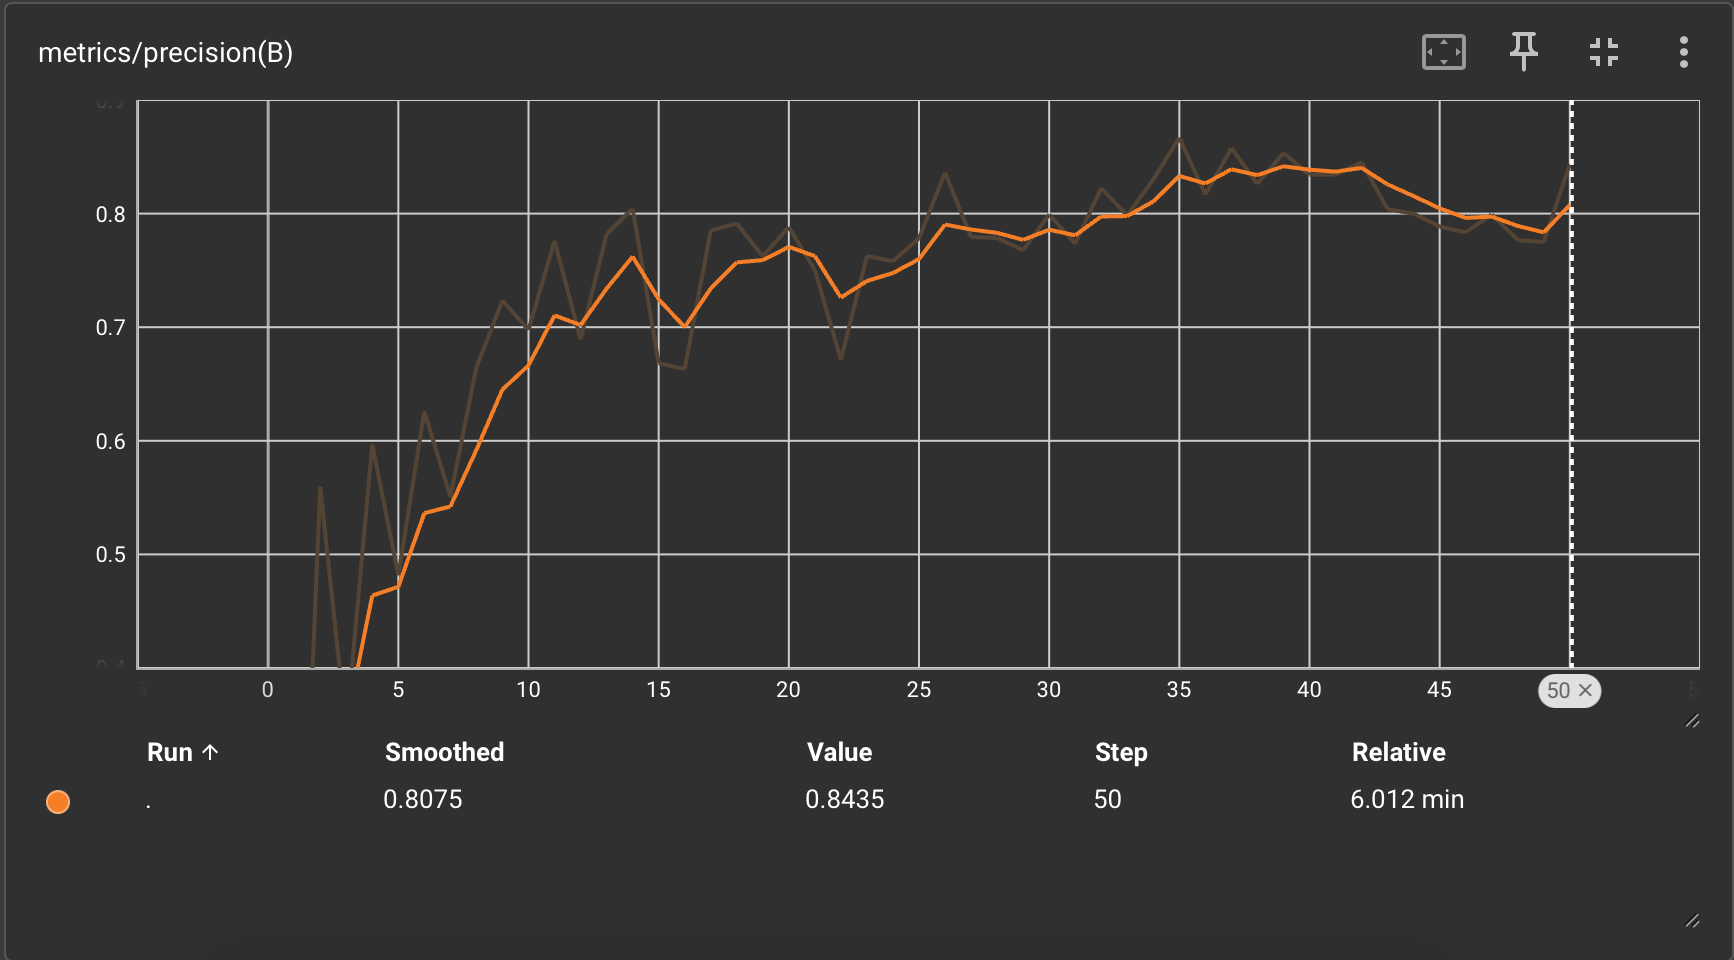 metrics/precision(B)
0.8
0.7
0.6
0.5
0 5 10 15 20 25 30 35 40 45 50 ×
Run ↑ Smoothed Value Step Relative
. 0.8075 0.8435 50 6.012 min